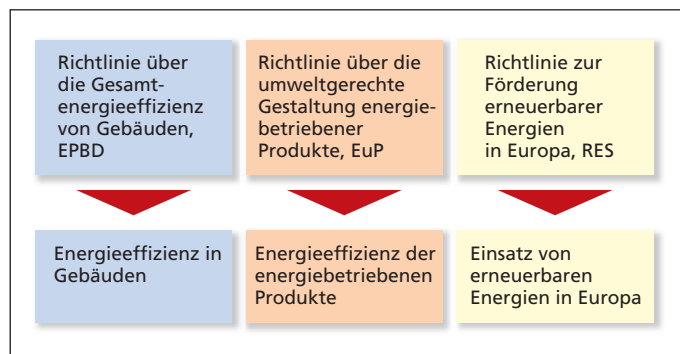 Richtlinie über
die Gesamt-
energieeffizienz
von Gebäuden,
EPBD
Richtlinie über die
umweltgerechte
Gestaltung energie-
betriebener
Produkte, EuP
Richtlinie zur
Förderung
erneuerbarer
Energien
in Europa, RES
Energieeffizienz in
Gebäuden
Energieeffizienz der
energiebetriebenen
Produkte
Einsatz von
erneuerbaren
Energien in Europa